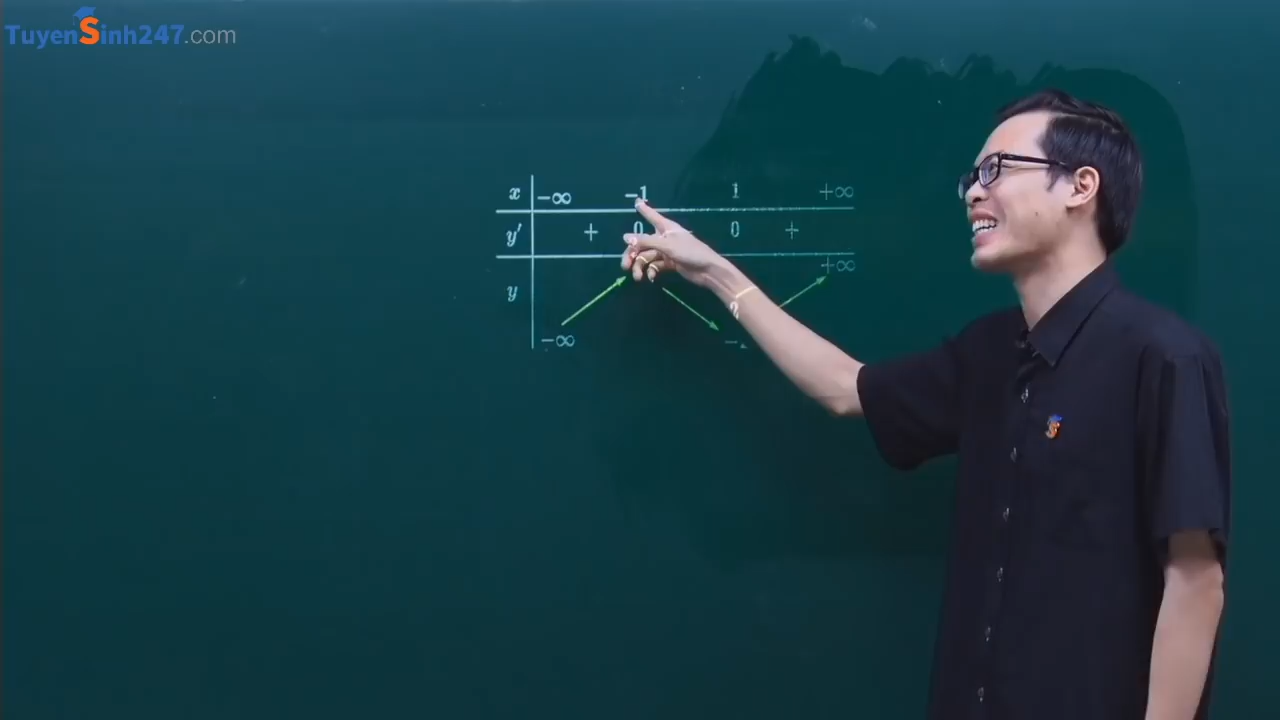 TuyenSinh247.com
x −∞ −1 1 +∞
y′ + 0 − 0 +
+∞
y
−∞